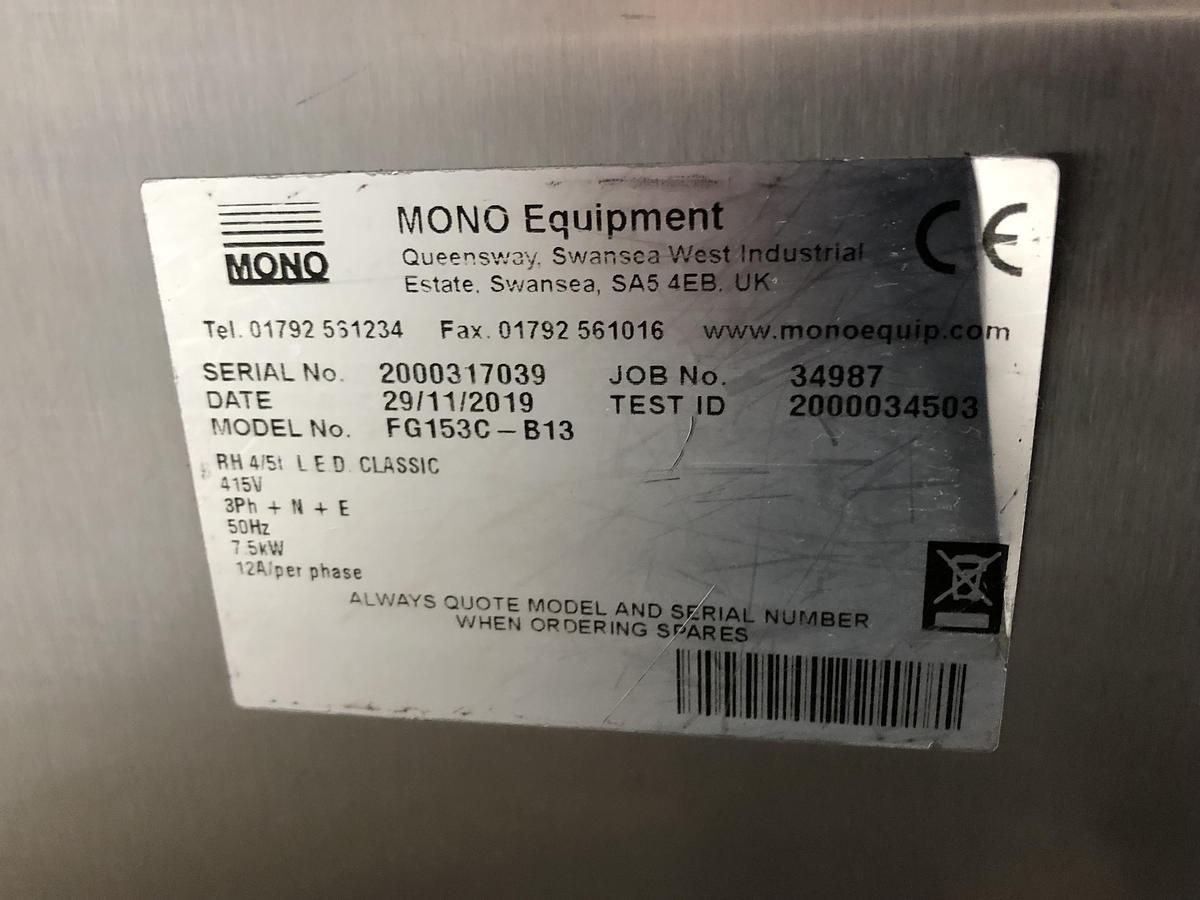 MONO
MONO Equipment
Queensway, Swansea West Industrial
Estate, Swansea, SA5 4EB, UK
CE
Tel. 01792 561234 Fax. 01792 561016 www.monoequip.com
SERIAL No. 2000317039 JOB No. 34987
DATE 29/11/2019 TEST ID 2000034503
MODEL No. FG153C – B13
RH 4/5t L E D. CLASSIC
415V
3Ph + N + E
50Hz
7.5kW
12A/per phase
ALWAYS QUOTE MODEL AND SERIAL NUMBER
WHEN ORDERING SPARES